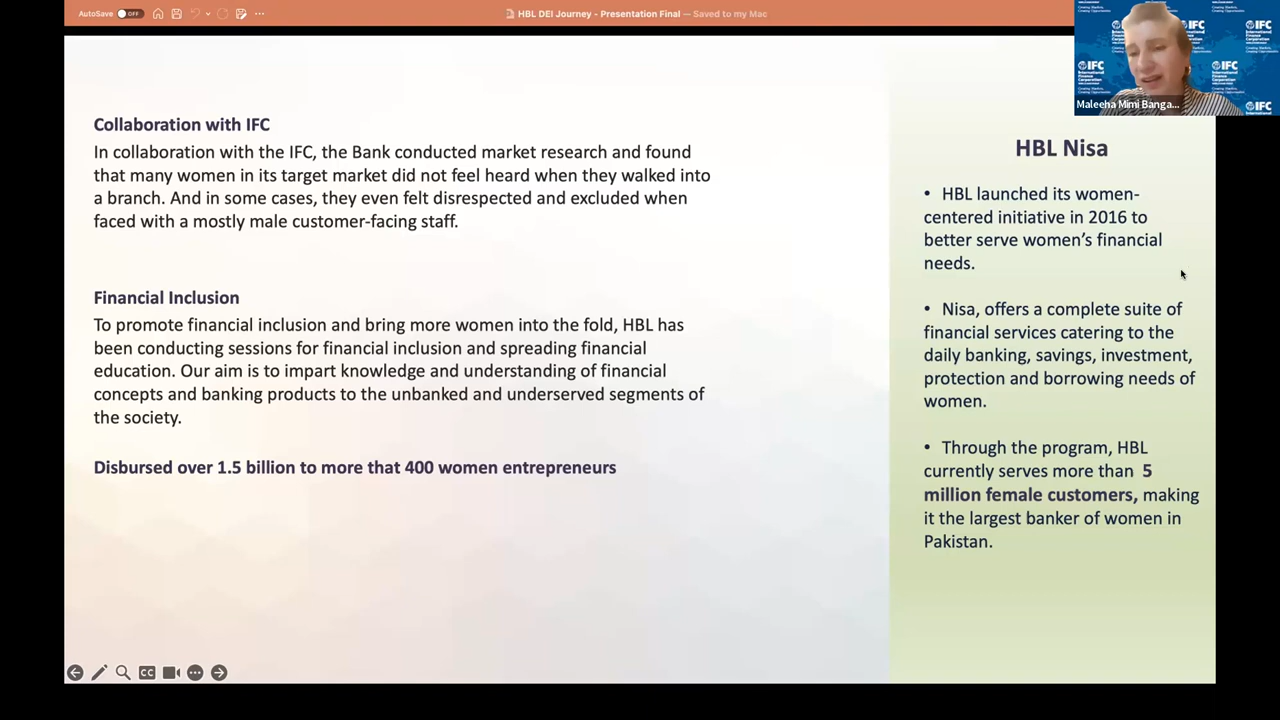 AutoSave OFF
HBL DEI Journey - Presentation Final — Saved to my Mac
IFC
International
Finance
Corporation
Creating Markets,
Creating Opportunities
Maleeha Mimi Banga...
Collaboration with IFC
In collaboration with the IFC, the Bank conducted market research and found
that many women in its target market did not feel heard when they walked into
a branch. And in some cases, they even felt disrespected and excluded when
faced with a mostly male customer-facing staff.
Financial Inclusion
To promote financial inclusion and bring more women into the fold, HBL has
been conducting sessions for financial inclusion and spreading financial
education. Our aim is to impart knowledge and understanding of financial
concepts and banking products to the unbanked and underserved segments of
the society.
Disbursed over 1.5 billion to more that 400 women entrepreneurs
HBL Nisa
• HBL launched its women-
centered initiative in 2016 to
better serve women’s financial
needs.
• Nisa, offers a complete suite of
financial services catering to the
daily banking, savings, investment,
protection and borrowing needs of
women.
• Through the program, HBL
currently serves more than 5
million female customers, making
it the largest banker of women in
Pakistan.
CC